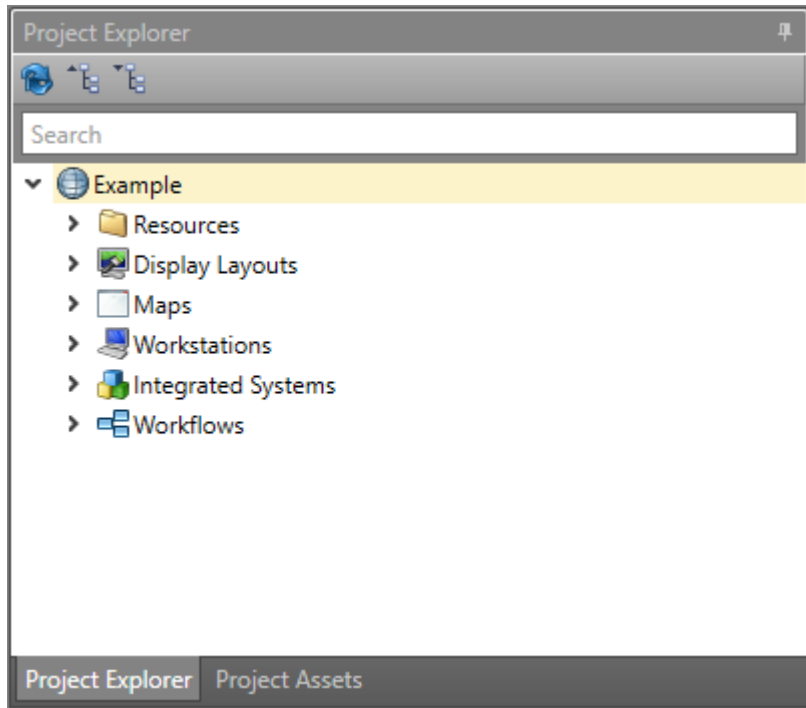 Project Explorer
Search
Example
Resources
Display Layouts
Maps
Workstations
Integrated Systems
Workflows
Project Explorer Project Assets